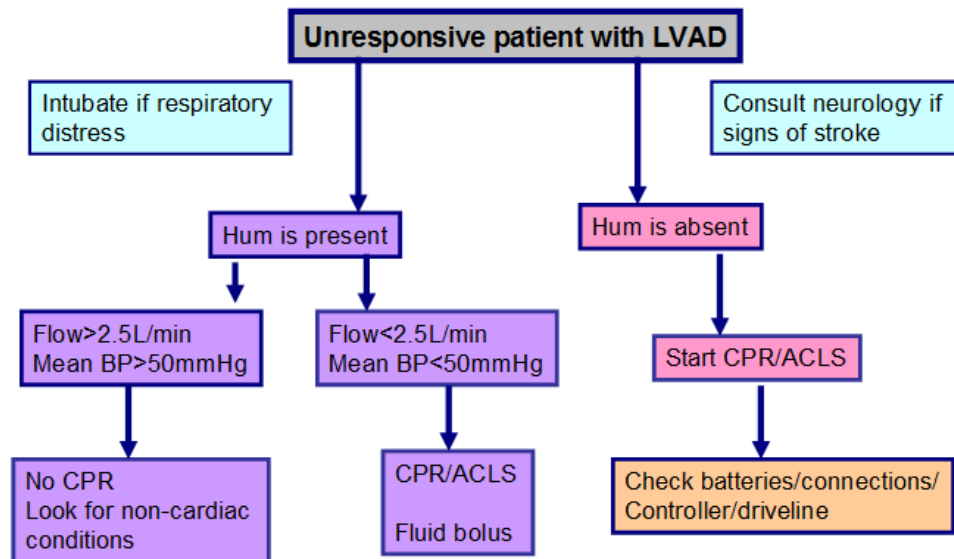 Unresponsive patient with LVAD
Intubate if respiratory
distress
Consult neurology if
signs of stroke
Hum is present
Hum is absent
Flow>2.5L/min
Mean BP>50mmHg
Flow<2.5L/min
Mean BP<50mmHg
Start CPR/ACLS
No CPR
Look for non-cardiac
conditions
CPR/ACLS
Fluid bolus
Check batteries/connections/
Controller/driveline